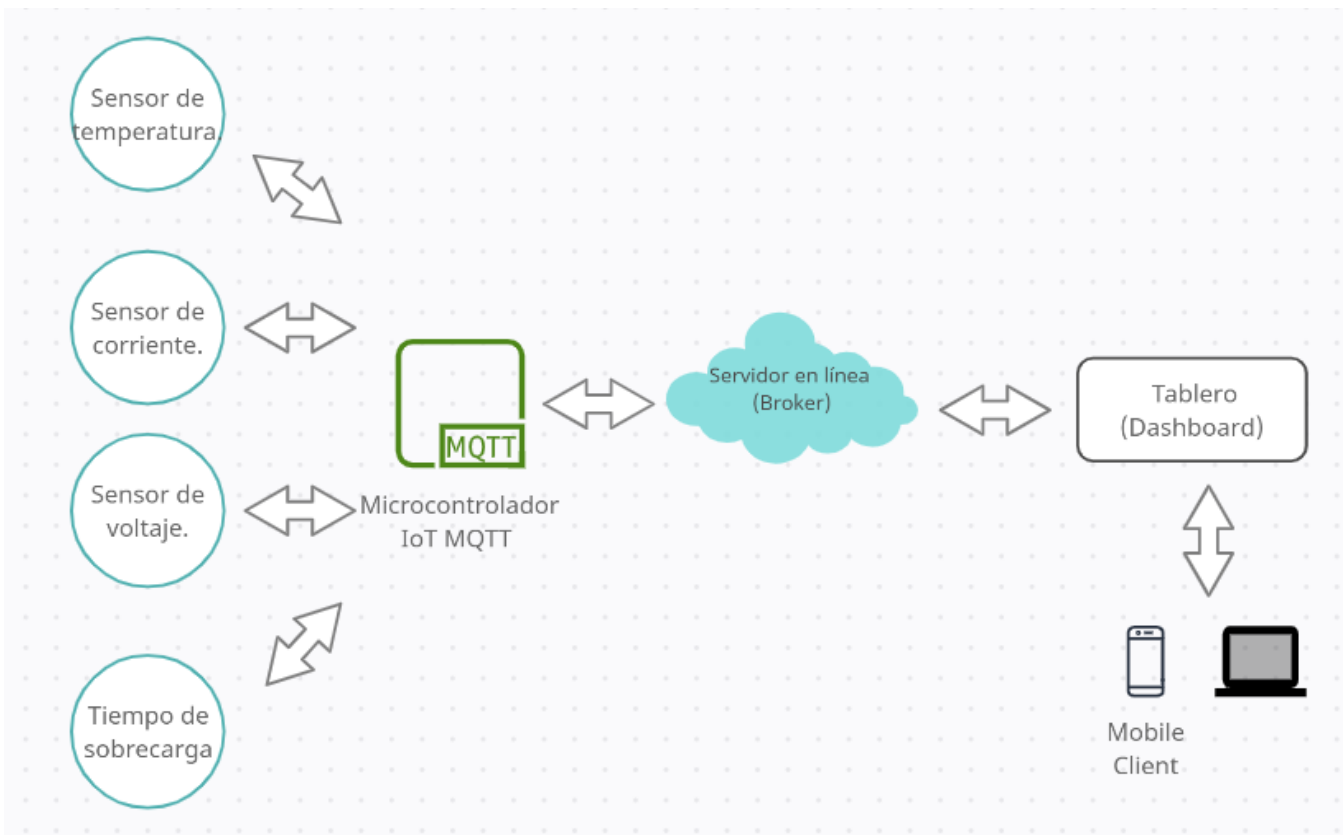 Sensor de
temperatura.
Sensor de
corriente.
Sensor de
voltaje.
Tiempo de
sobrecarga
MQTT
Microcontrolador
IoT MQTT
Servidor en línea
(Broker)
Tablero
(Dashboard)
Mobile
Client